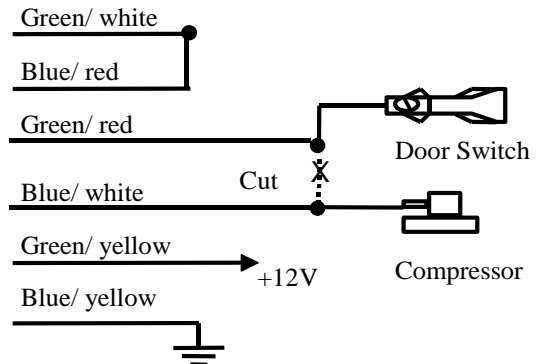 Green/ white
Blue/ red
Green/ red
Door Switch
Cut
X
Blue/ white
Green/ yellow
+12V
Compressor
Blue/ yellow